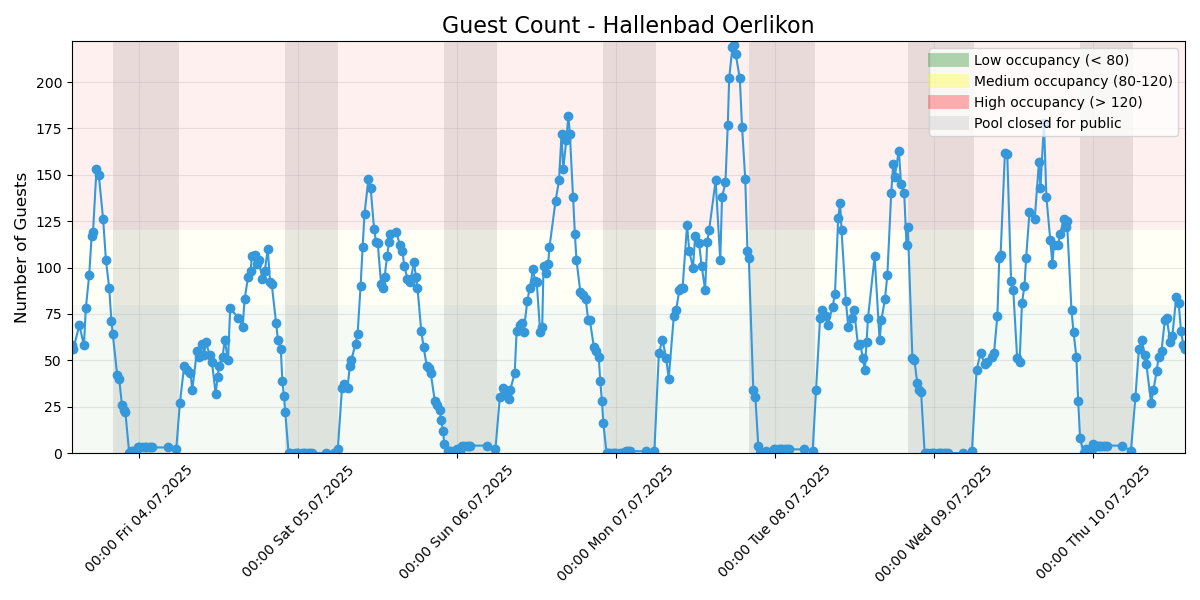 Guest Count - Hallenbad Oerlikon
Number of Guests
200
175
150
125
100
75
50
25
0
Low occupancy (< 80)
Medium occupancy (80-120)
High occupancy (> 120)
Pool closed for public
00:00 Fri 04.07.2025
00:00 Sat 05.07.2025
00:00 Sun 06.07.2025
00:00 Mon 07.07.2025
00:00 Tue 08.07.2025
00:00 Wed 09.07.2025
00:00 Thu 10.07.2025